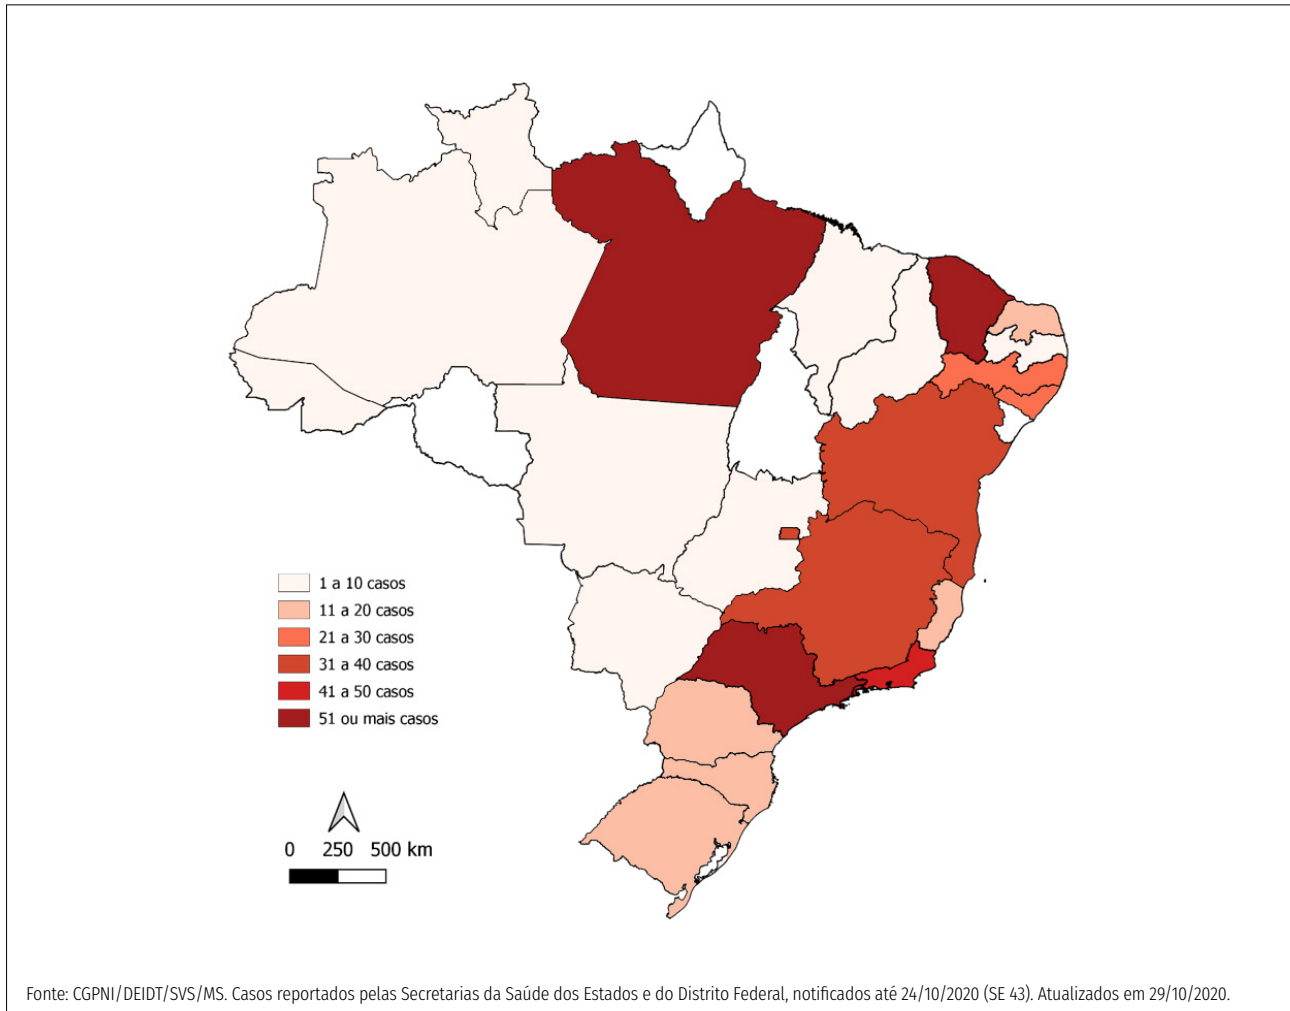 1 a 10 casos
11 a 20 casos
21 a 30 casos
31 a 40 casos
41 a 50 casos
51 ou mais casos
0 250 500 km
Fonte: CGPNI/DEIDT/SVS/MS. Casos reportados pelas Secretarias da Saúde dos Estados e do Distrito Federal, notificados até 24/10/2020 (SE 43). Atualizados em 29/10/2020.